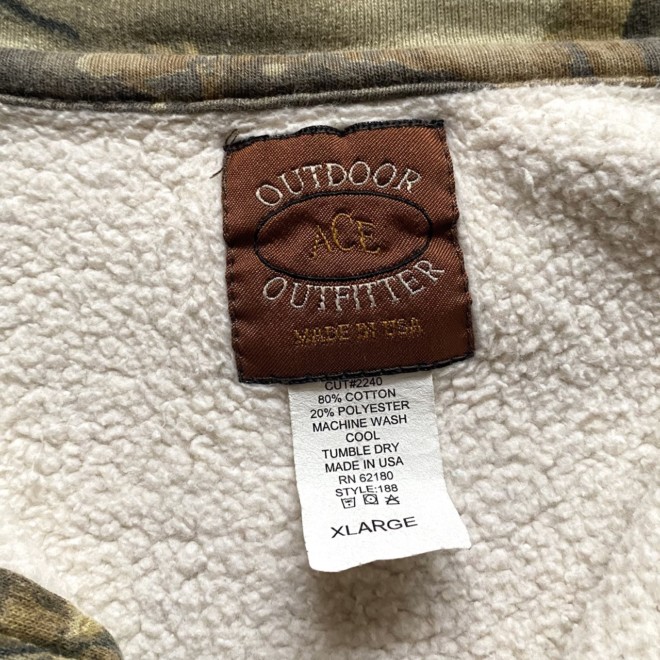 OUTDOOR
ACE
OUTFITTER
MADE IN USA
CUT#2240
80% COTTON
20% POLYESTER
MACHINE WASH
COOL
TUMBLE DRY
MADE IN USA
RN 62180
STYLE:188
XLARGE